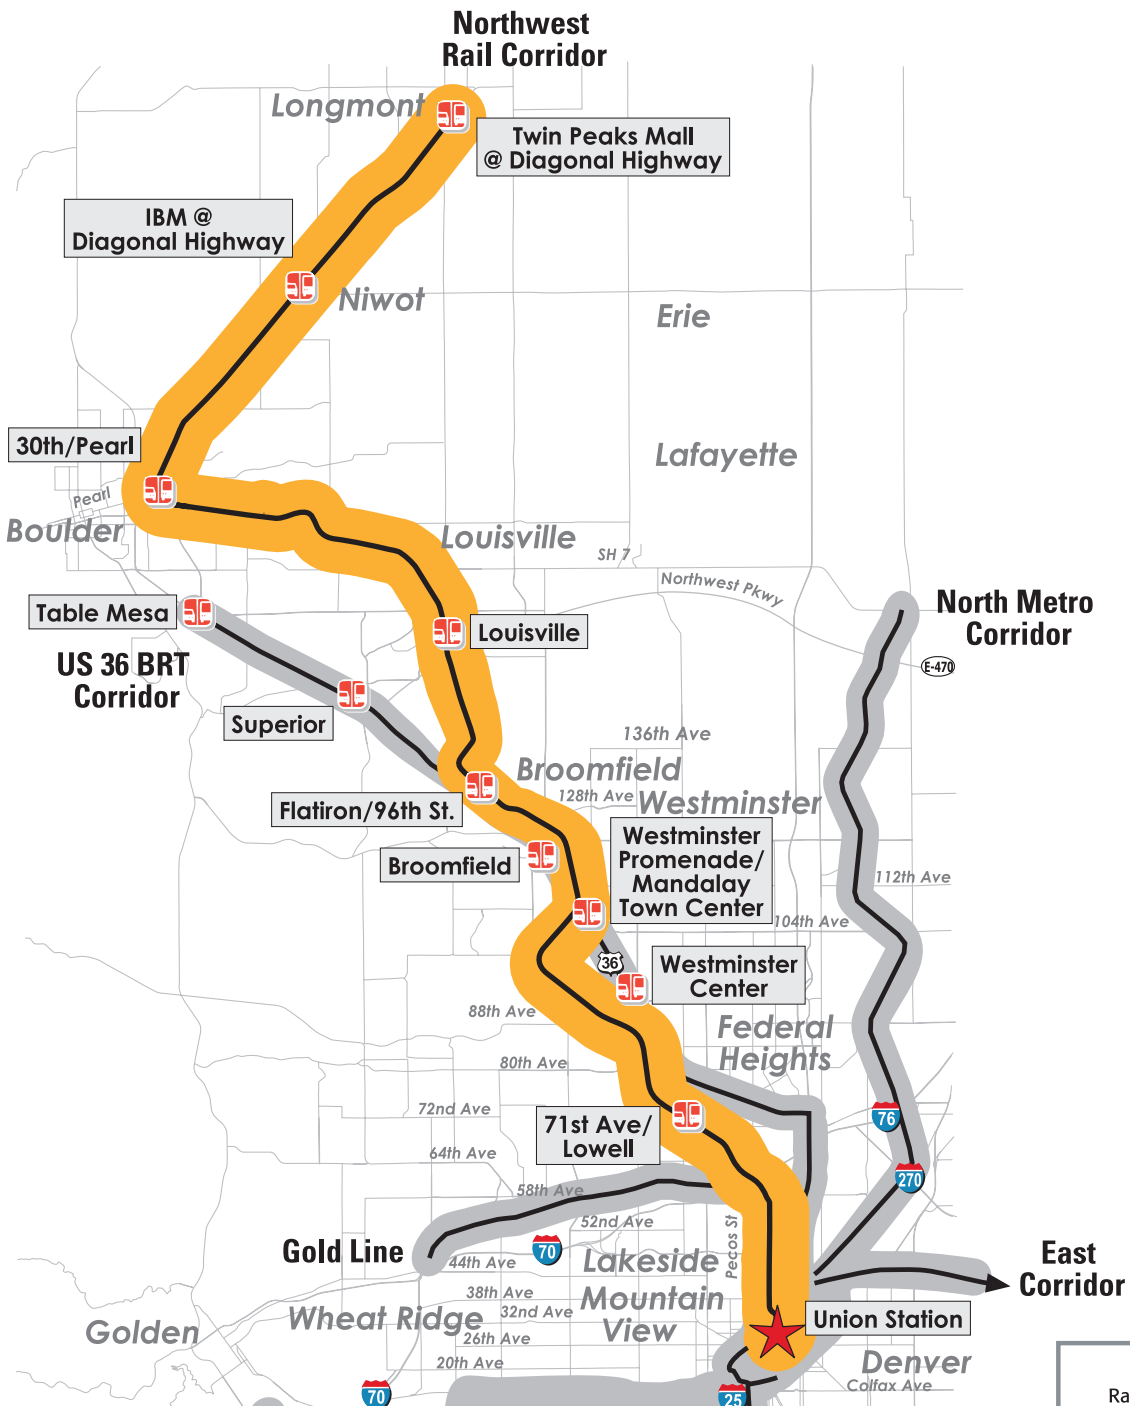 Northwest
Rail Corridor
Longmont
Twin Peaks Mall
@ Diagonal Highway
IBM @
Diagonal Highway
Niwot
Erie
30th/Pearl
Lafayette
Pearl
Boulder
Louisville
SH 7
Northwest Pkwy
Table Mesa
North Metro
Corridor
Louisville
US 36 BRT
Corridor
E-470
Superior
136th Ave
Broomfield
128th Ave
Westminster
Flatiron/96th St.
Westminster
Promenade/
Mandalay
Town Center
Broomfield
112th Ave
104th Ave
36
Westminster
Center
88th Ave
Federal
Heights
80th Ave
72nd Ave
71st Ave/
Lowell
76
64th Ave
270
58th Ave
52nd Ave
Pecos St
Gold Line
70
44th Ave
Lakeside
East
Corridor
38th Ave
Mountain
View
Wheat Ridge
32nd Ave
Union Station
Golden
26th Ave
20th Ave
Denver
Colfax Ave
70
25
Ra